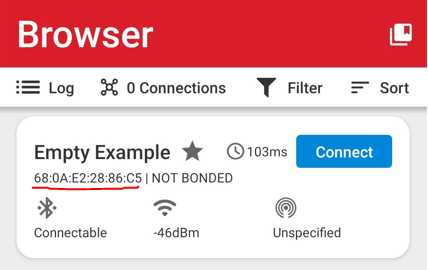 Browser
Log 0 Connections Filter Sort
Empty Example 103ms Connect
68:0A:E2:28:86:C5 | NOT BONDED
Connectable -46dBm Unspecified